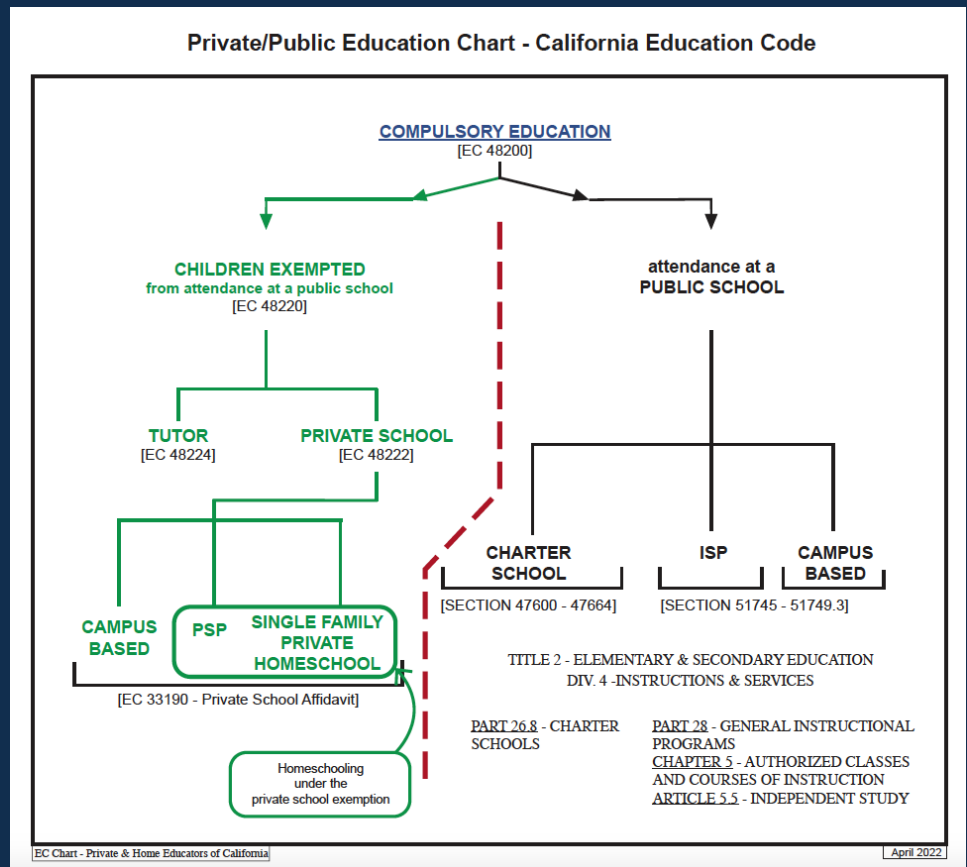 Private/Public Education Chart - California Education Code
COMPULSORY EDUCATION
[EC 48200]
CHILDREN EXEMPTED
from attendance at a public school
[EC 48220]
attendance at a
PUBLIC SCHOOL
TUTOR
[EC 48224]
PRIVATE SCHOOL
[EC 48222]
CAMPUS
BASED
PSP
SINGLE FAMILY
PRIVATE
HOMESCHOOL
[EC 33190 - Private School Affidavit]
Homeschooling
under the
private school exemption
CHARTER
SCHOOL
[SECTION 47600 - 47664]
ISP
CAMPUS
BASED
[SECTION 51745 - 51749.3]
TITLE 2 - ELEMENTARY & SECONDARY EDUCATION
DIV. 4 -INSTRUCTIONS & SERVICES
PART 26.8 - CHARTER
SCHOOLS
PART 28 - GENERAL INSTRUCTIONAL
PROGRAMS
CHAPTER 5 - AUTHORIZED CLASSES
AND COURSES OF INSTRUCTION
ARTICLE 5.5 - INDEPENDENT STUDY
EC Chart - Private & Home Educators of California
April 2022